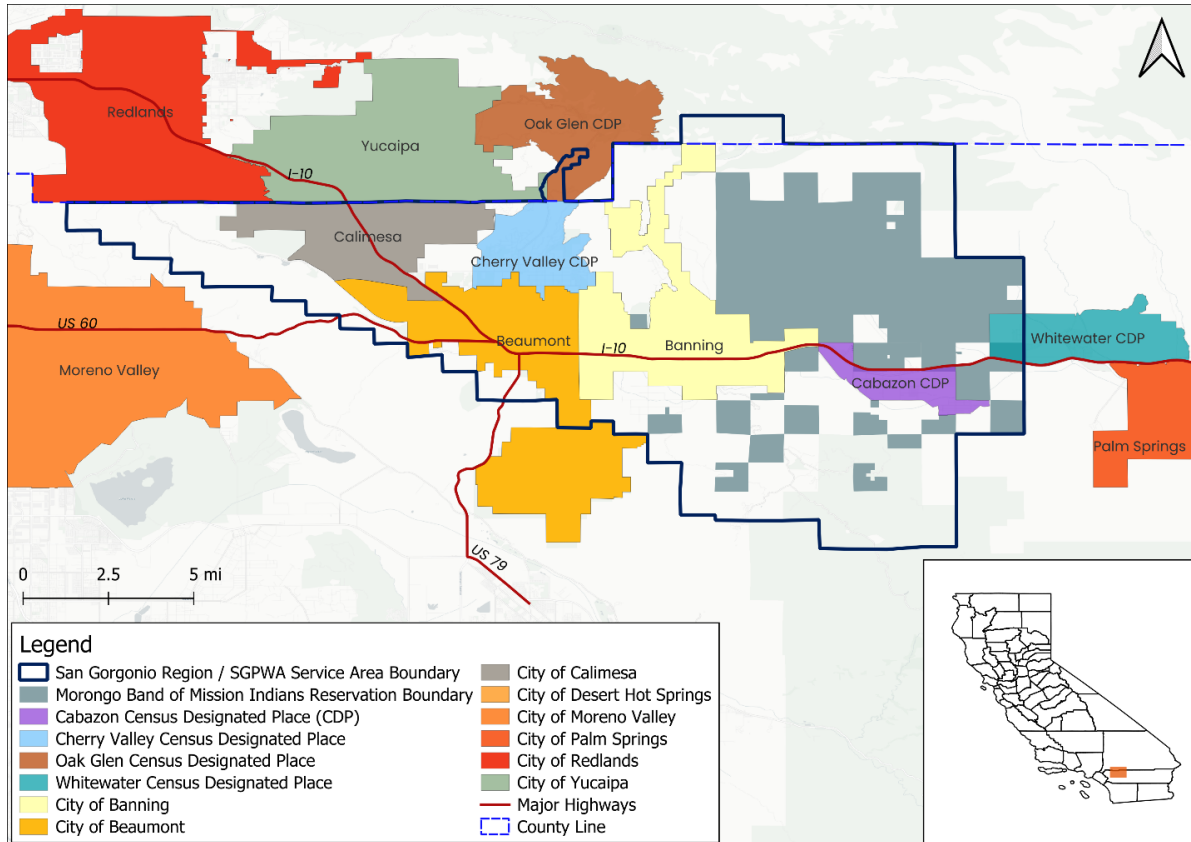 Redlands
Oak Glen CDP
Yucaipa
I-10
Calimesa
Cherry Valley CDP
US 60
Beaumont
I-10
Banning
Whitewater CDP
Moreno Valley
Cabazon CDP
Palm Springs
US 79
0 2.5 5 mi
Legend
San Gorgonio Region / SGPWA Service Area Boundary
Morongo Band of Mission Indians Reservation Boundary
Cabazon Census Designated Place (CDP)
Cherry Valley Census Designated Place
Oak Glen Census Designated Place
Whitewater Census Designated Place
City of Banning
City of Beaumont
City of Calimesa
City of Desert Hot Springs
City of Moreno Valley
City of Palm Springs
City of Redlands
City of Yucaipa
Major Highways
County Line